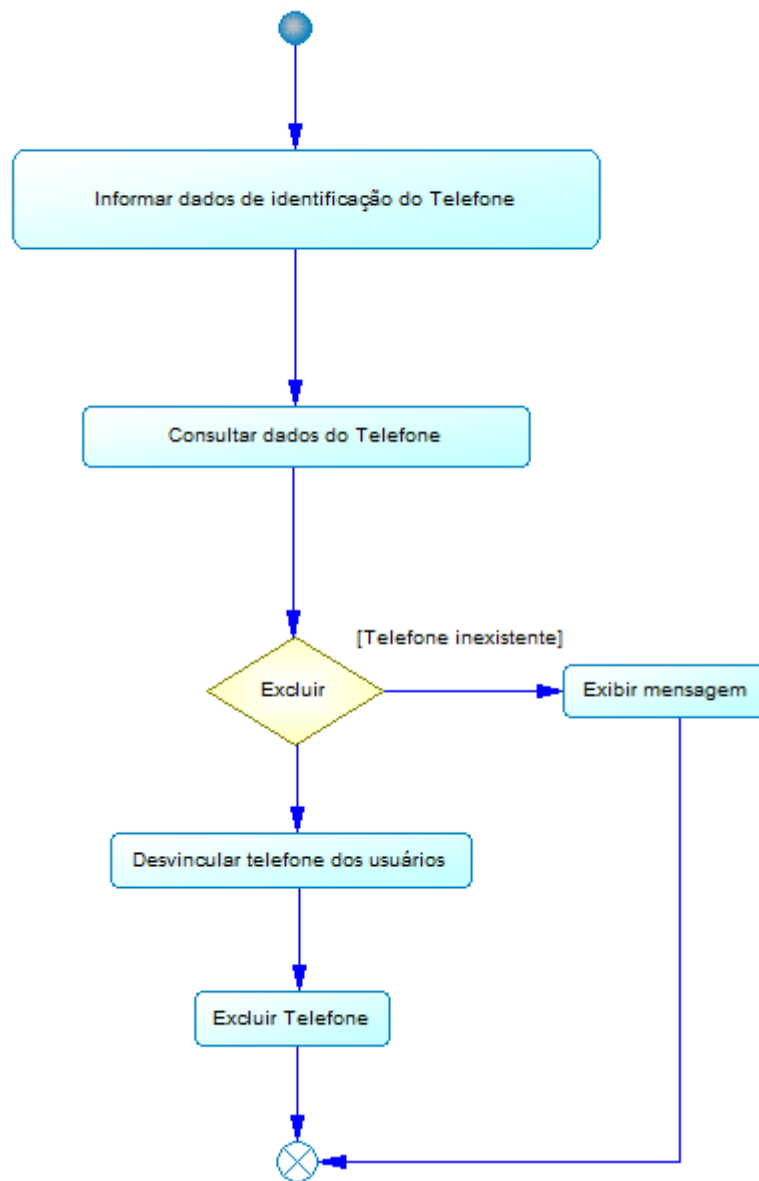 Informar dados de identificação do Telefone
Consultar dados do Telefone
[Telefone inexistente]
Excluir
Exibir mensagem
Desvincular telefone dos usuários
Excluir Telefone